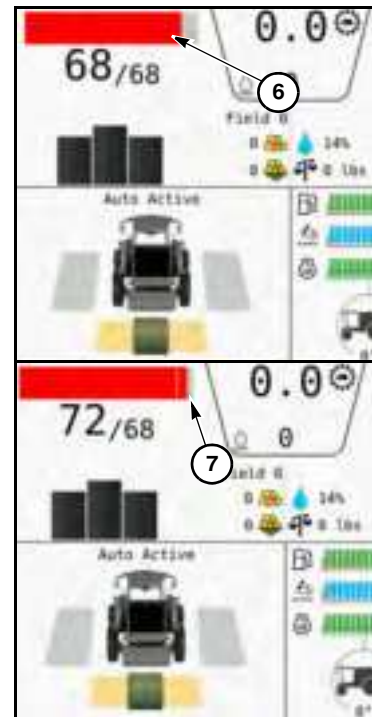 0.0
68/68
6
Field 0
0 14%
0 0 lbs
Auto Active
0.0
72/68
0
7
ield 0
0 14%
0 0 lbs
Auto Active